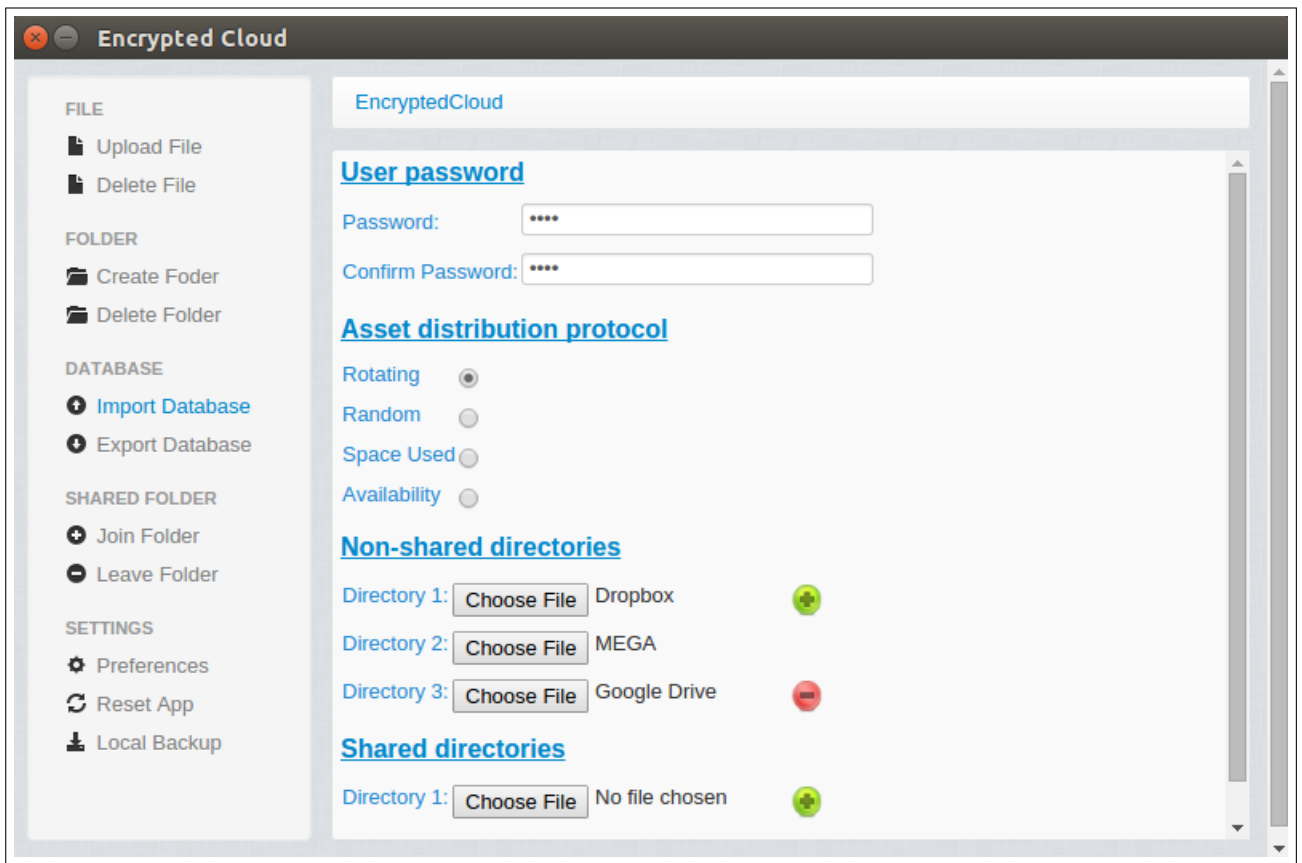 Encrypted Cloud
FILE
Upload File
Delete File
FOLDER
Create Foder
Delete Folder
DATABASE
Import Database
Export Database
SHARED FOLDER
Join Folder
Leave Folder
SETTINGS
Preferences
Reset App
Local Backup
EncryptedCloud
User password
Password: ••••
Confirm Password: ••••
Asset distribution protocol
Rotating
Random
Space Used
Availability
Non-shared directories
Directory 1: Choose File Dropbox
Directory 2: Choose File MEGA
Directory 3: Choose File Google Drive
Shared directories
Directory 1: Choose File No file chosen